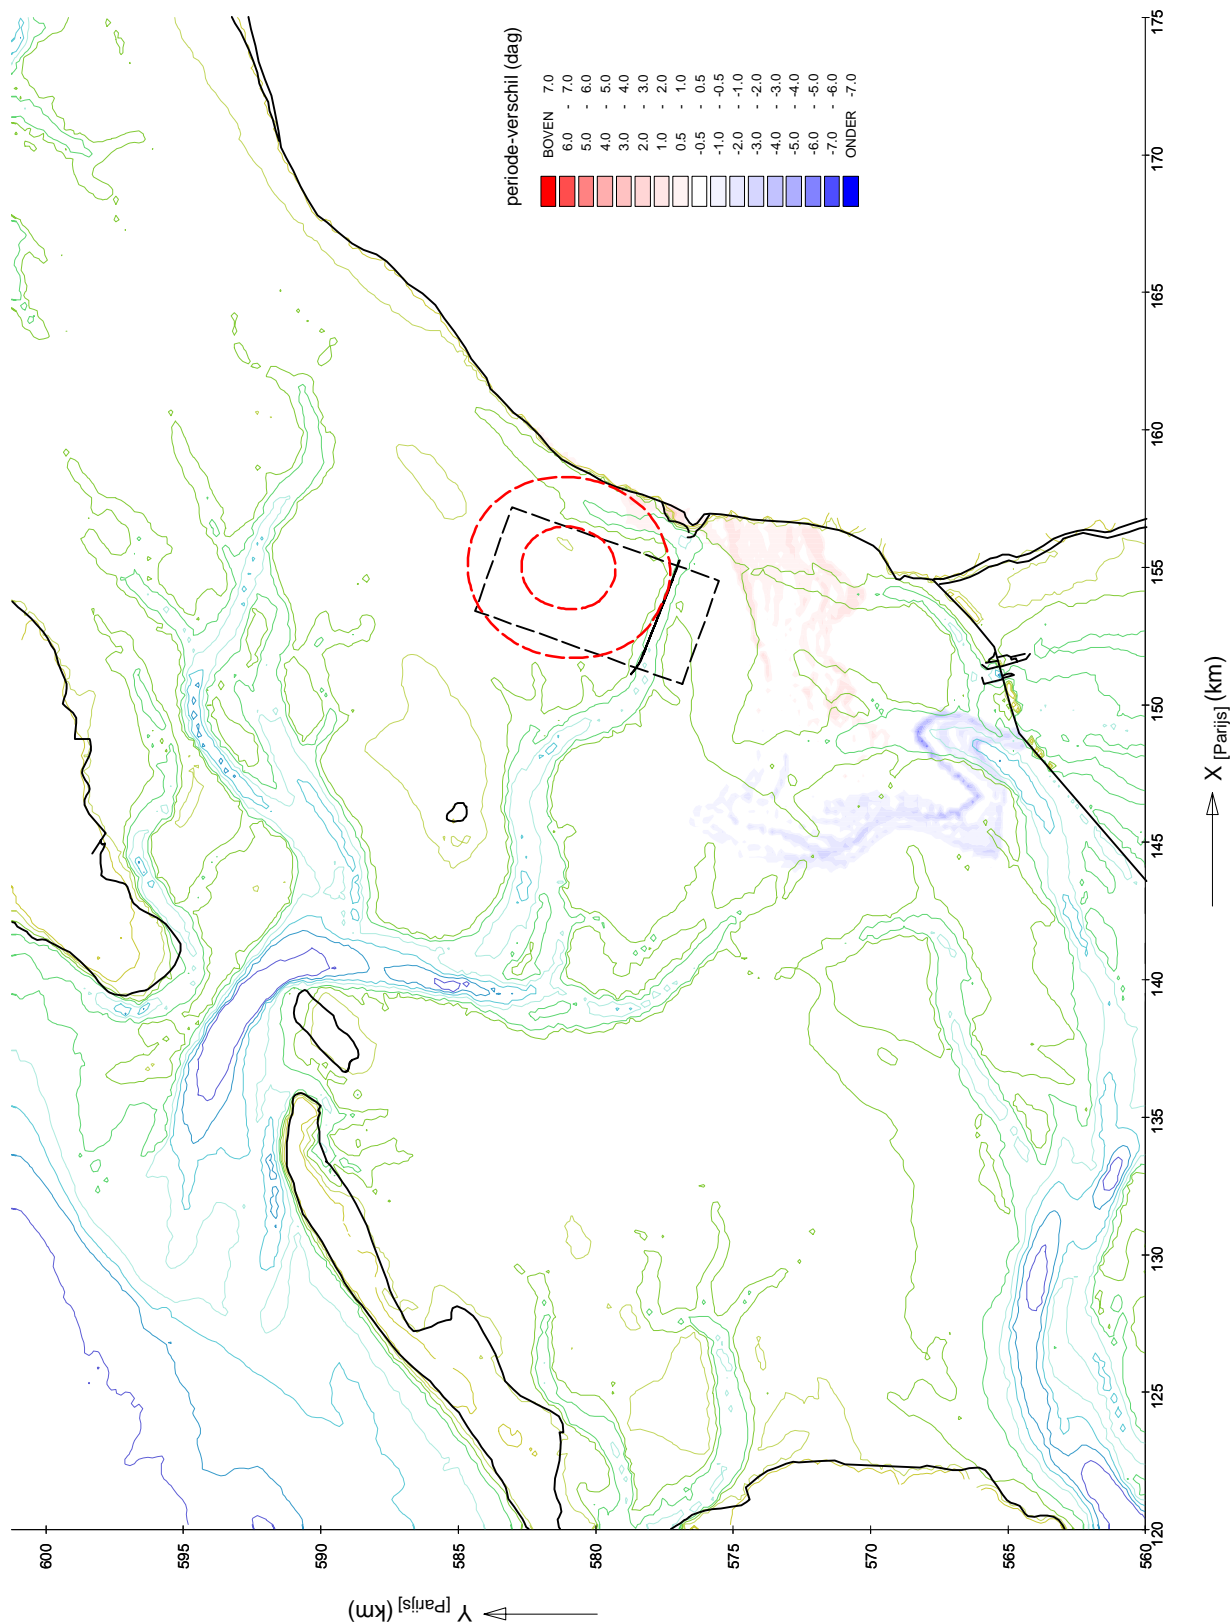 periode-verschil (dag)
BOVEN 7.0
6.0 - 7.0
5.0 - 6.0
4.0 - 5.0
3.0 - 4.0
2.0 - 3.0
1.0 - 2.0
0.5 - 1.0
-0.5 - 0.5
-1.0 - -0.5
-2.0 - -1.0
-3.0 - -2.0
-4.0 - -3.0
-5.0 - -4.0
-6.0 - -5.0
-7.0 - -6.0
ONDER -7.0
Y [Parijs] (km)
600
595
590
585
580
575
570
565
560
120
125
130
135
140
145
150
155
160
165
170
175
X [Parijs] (km)